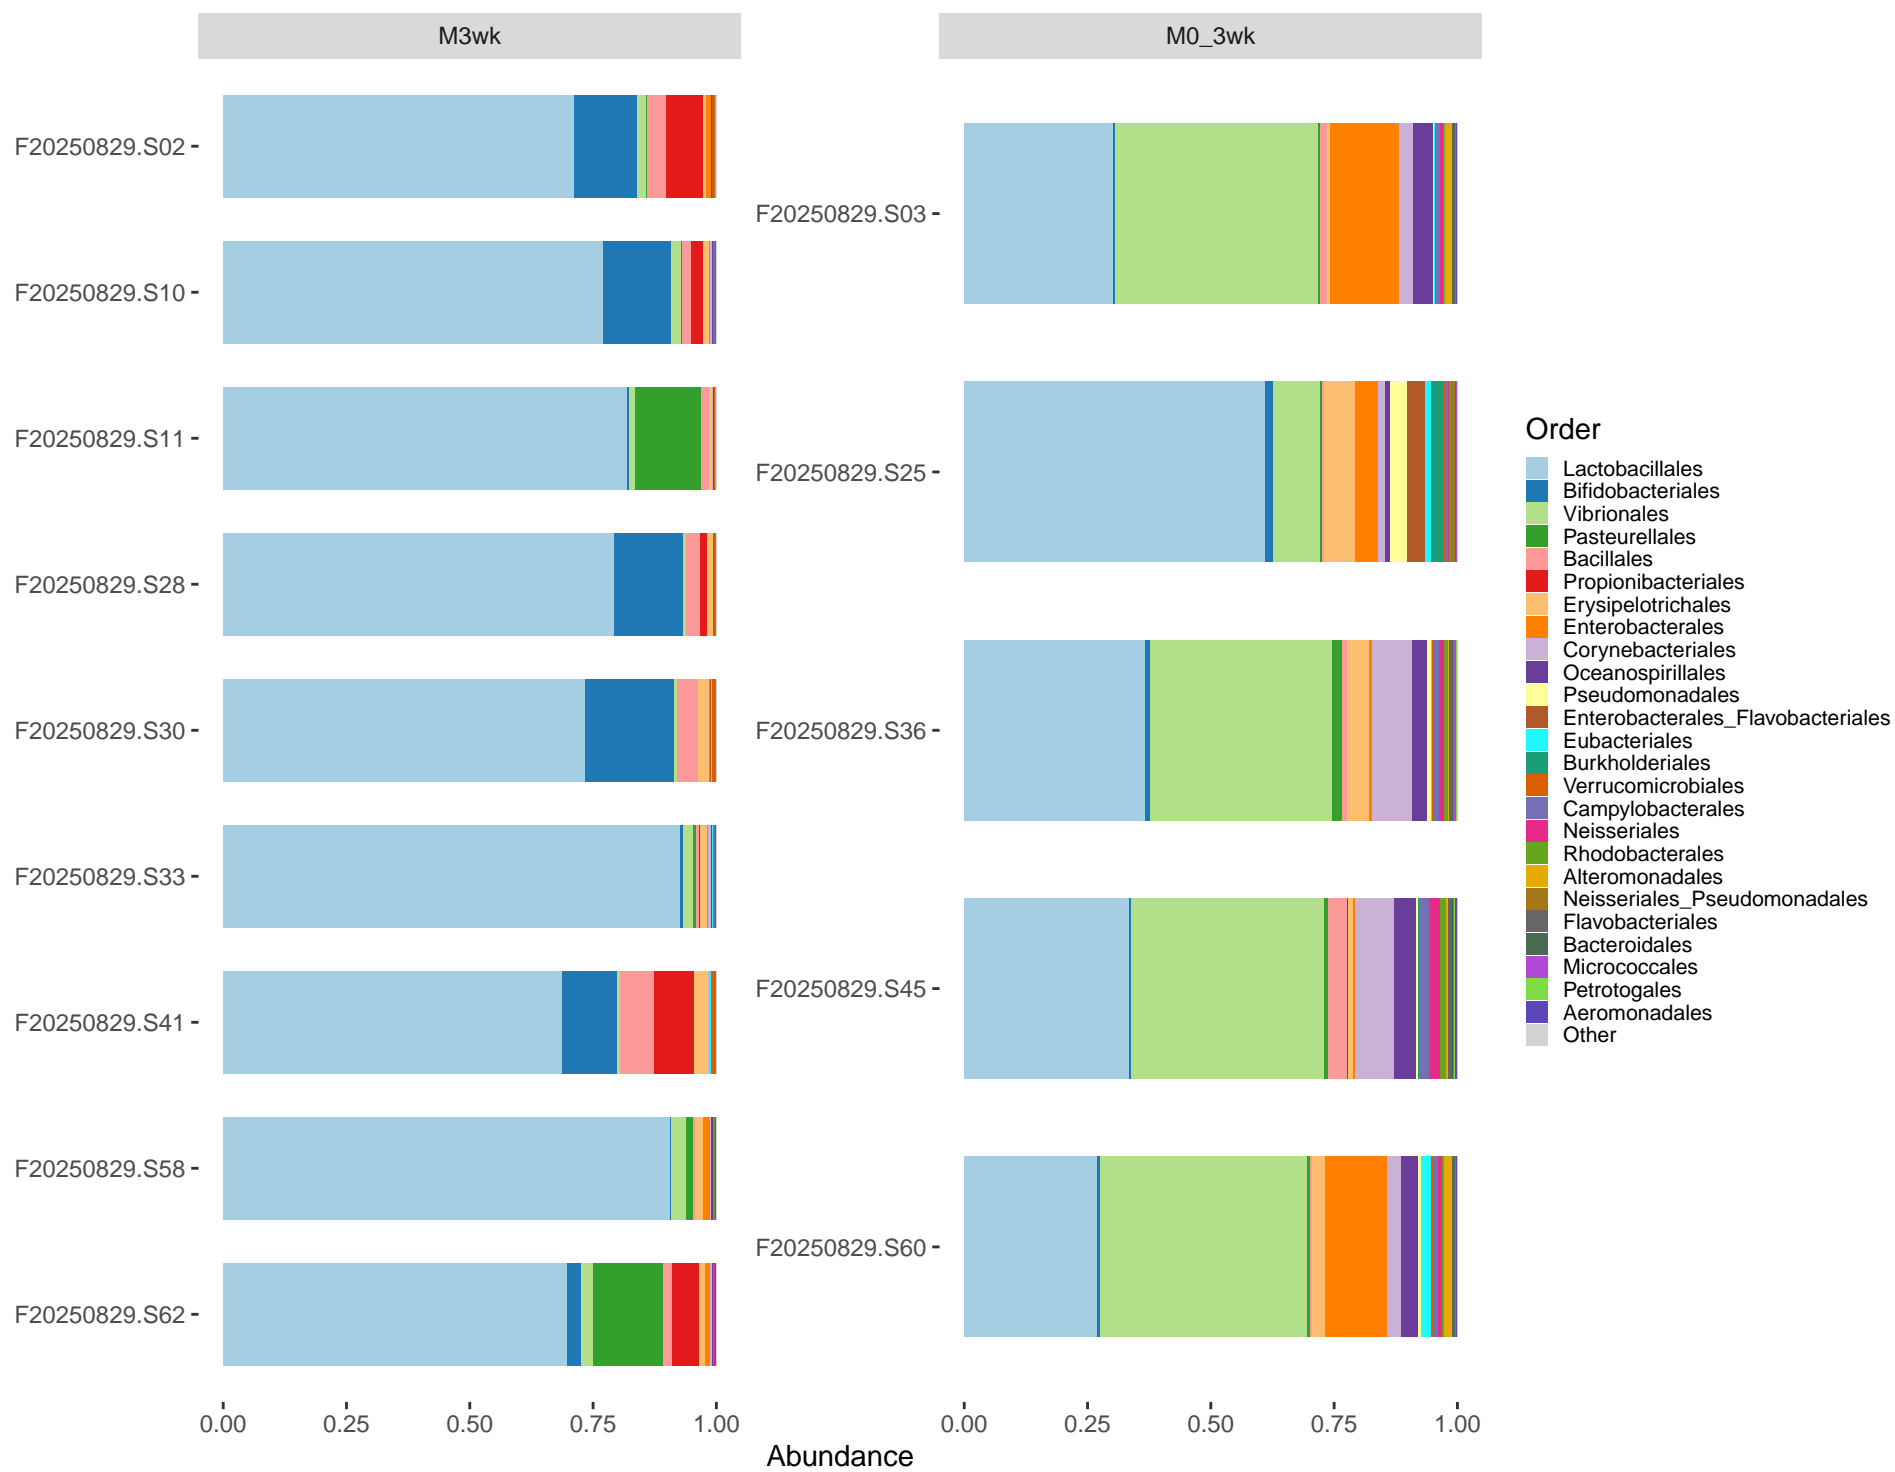 M3wk
M0_3wk
F20250829.S02
F20250829.S10
F20250829.S11
F20250829.S28
F20250829.S30
F20250829.S33
F20250829.S41
F20250829.S58
F20250829.S62
0.00 0.25 0.50 0.75 1.00
F20250829.S03
F20250829.S25
F20250829.S36
F20250829.S45
F20250829.S60
0.00 0.25 0.50 0.75 1.00
Abundance
Order
Lactobacillales
Bifidobacteriales
Vibrionales
Pasteurellales
Bacillales
Propionibacteriales
Erysipelotrichales
Enterobacterales
Corynebacteriales
Oceanospirillales
Pseudomonadales
Enterobacterales_Flavobacteriales
Eubacteriales
Burkholderiales
Verrucomicrobiales
Campylobacterales
Neisseriales
Rhodobacterales
Alteromonadales
Neisseriales_Pseudomonadales
Flavobacteriales
Bacteroidales
Micrococcales
Petrotogales
Aeromonadales
Other